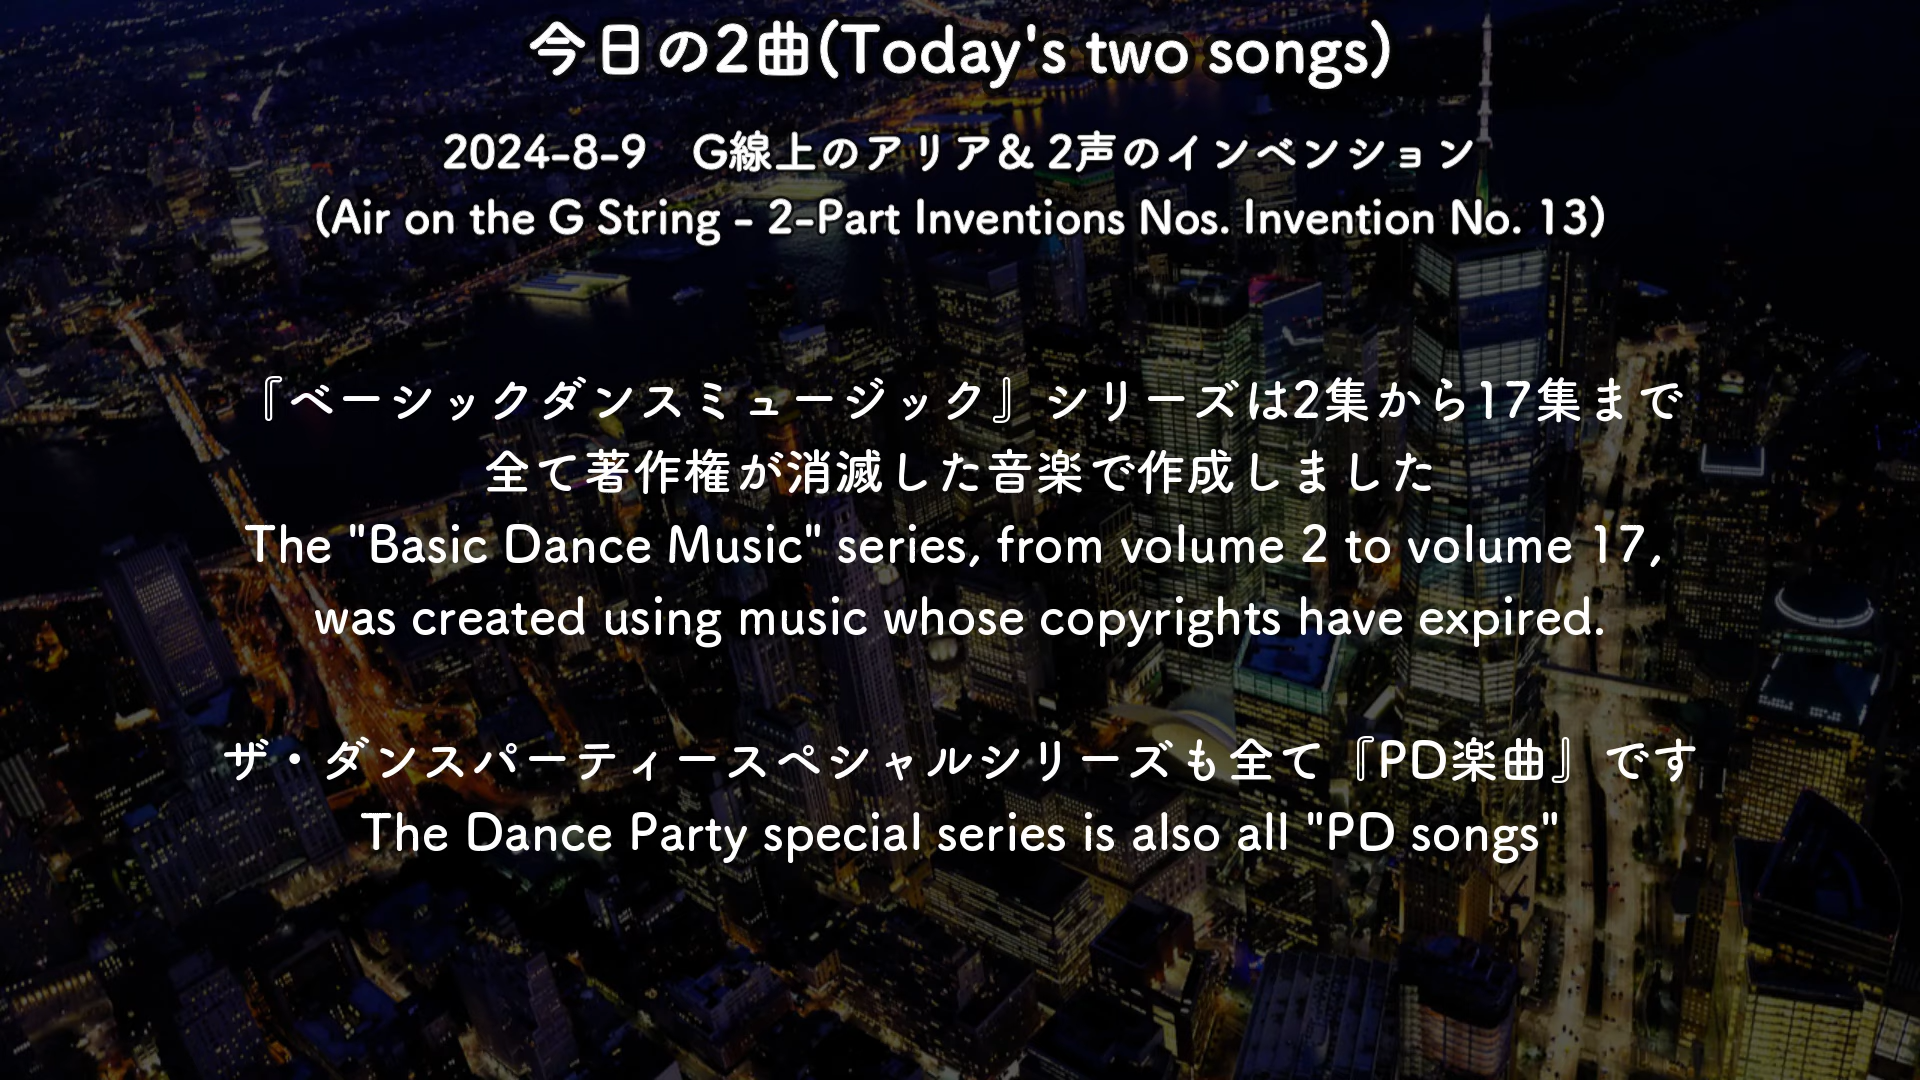 今日の2曲(Today's two songs)
2024-8-9　G線上のアリア& 2声のインベンション
(Air on the G String - 2-Part Inventions Nos. Invention No. 13)
『ベーシックダンスミュージック』シリーズは2集から17集まで
全て著作権が消滅した音楽で作成しました
The "Basic Dance Music" series, from volume 2 to volume 17,
was created using music whose copyrights have expired.
ザ・ダンスパーティースペシャルシリーズも全て『PD楽曲』です
The Dance Party special series is also all "PD songs"